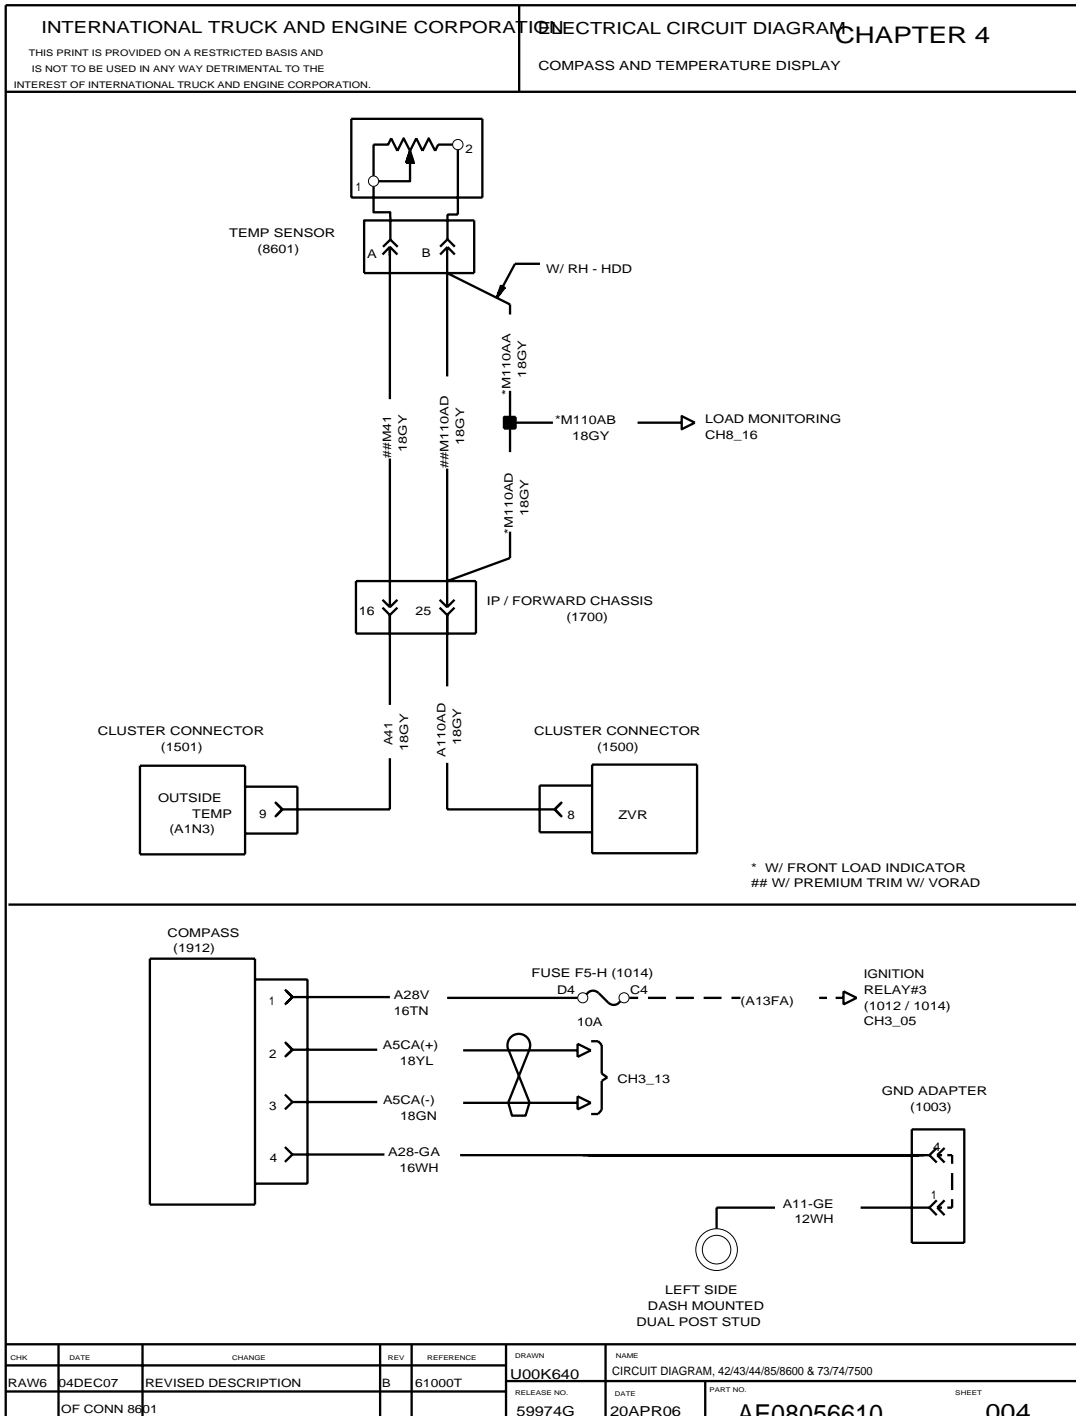 INTERNATIONAL TRUCK AND ENGINE CORPORATION
THIS PRINT IS PROVIDED ON A RESTRICTED BASIS AND
IS NOT TO BE USED IN ANY WAY DETRIMENTAL TO THE
INTEREST OF INTERNATIONAL TRUCK AND ENGINE CORPORATION.
ELECTRICAL CIRCUIT DIAGRAM
CHAPTER 4
COMPASS AND TEMPERATURE DISPLAY
1
2
TEMP SENSOR
(8601)
A
B
W/ RH - HDD
*M110AA
18GY
##M41
18GY
##M110AD
18GY
*M110AB
18GY
LOAD MONITORING
CH8_16
*M110AD
18GY
16
25
IP / FORWARD CHASSIS
(1700)
A41
18GY
A110AD
18GY
CLUSTER CONNECTOR
(1501)
OUTSIDE
TEMP
(A1N3)
9
CLUSTER CONNECTOR
(1500)
8
ZVR
* W/ FRONT LOAD INDICATOR
## W/ PREMIUM TRIM W/ VORAD
COMPASS
(1912)
1
A28V
16TN
FUSE F5-H (1014)
D4
C4
10A
(A13FA)
IGNITION
RELAY#3
(1012 / 1014)
CH3_05
2
A5CA(+)
18YL
3
A5CA(-)
18GN
CH3_13
4
A28-GA
16WH
GND ADAPTER
(1003)
4
1
A11-GE
12WH
LEFT SIDE
DASH MOUNTED
DUAL POST STUD
CHK DATE CHANGE REV REFERENCE
RAW6 04DEC07 REVISED DESCRIPTION B 61000T
OF CONN 8601
DRAWN
U00K640
NAME
CIRCUIT DIAGRAM, 42/43/44/85/8600 & 73/74/7500
RELEASE NO.
59974G
DATE
20APR06
PART NO.
AE08056610
SHEET
004